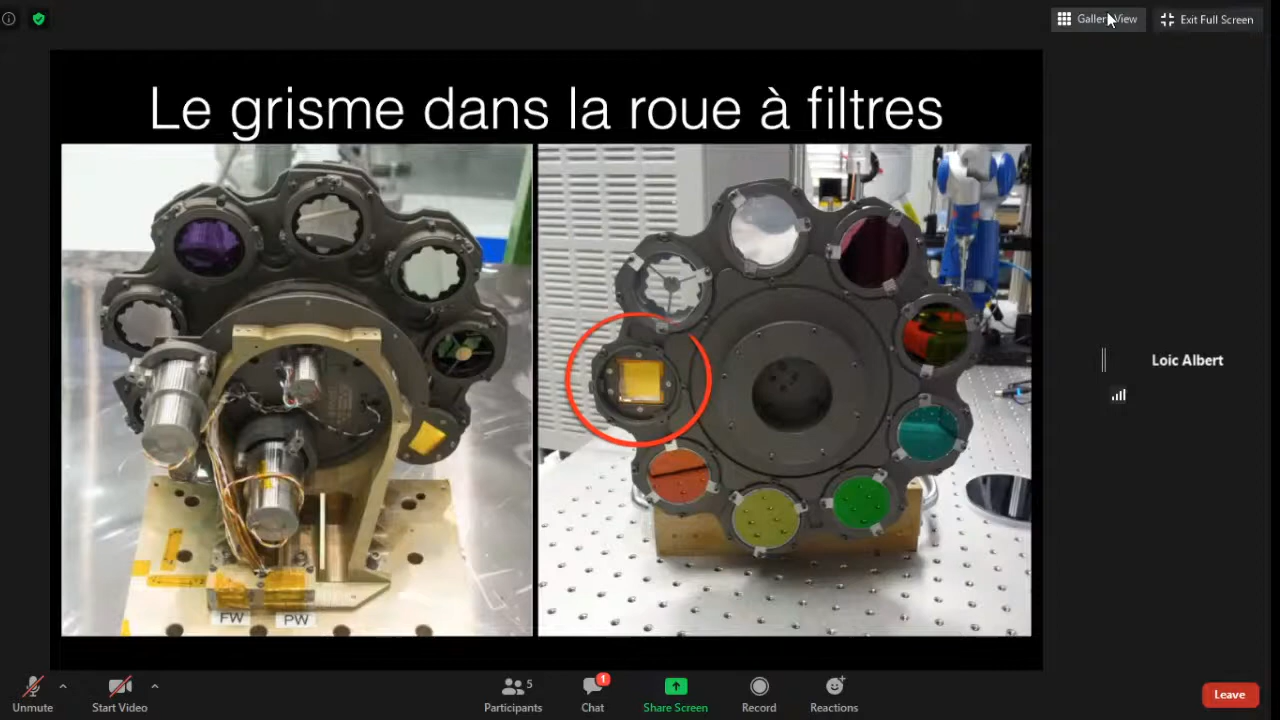 Gallery View
Exit Full Screen
Le grisme dans la roue à filtres
Loic Albert
FW
PW
Unmute
Start Video
5
Participants
1
Chat
Share Screen
Record
Reactions
Leave